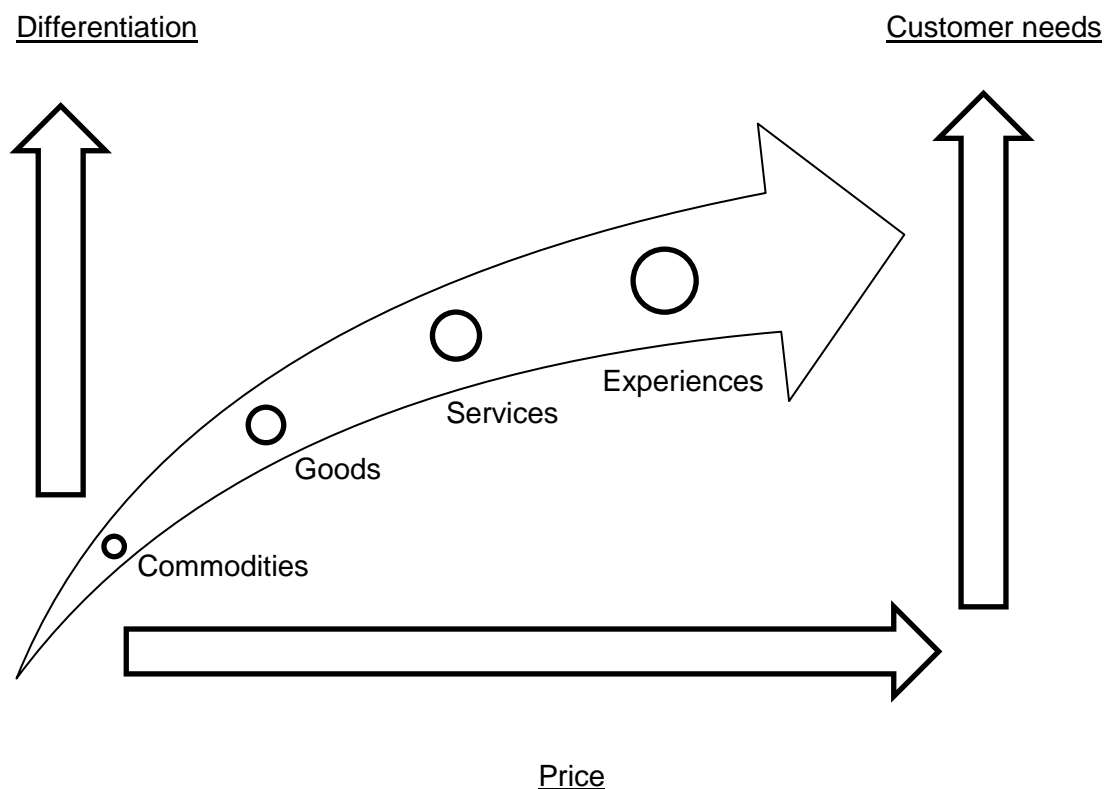 Differentiation
Customer needs
Experiences
Services
Goods
Commodities
Price